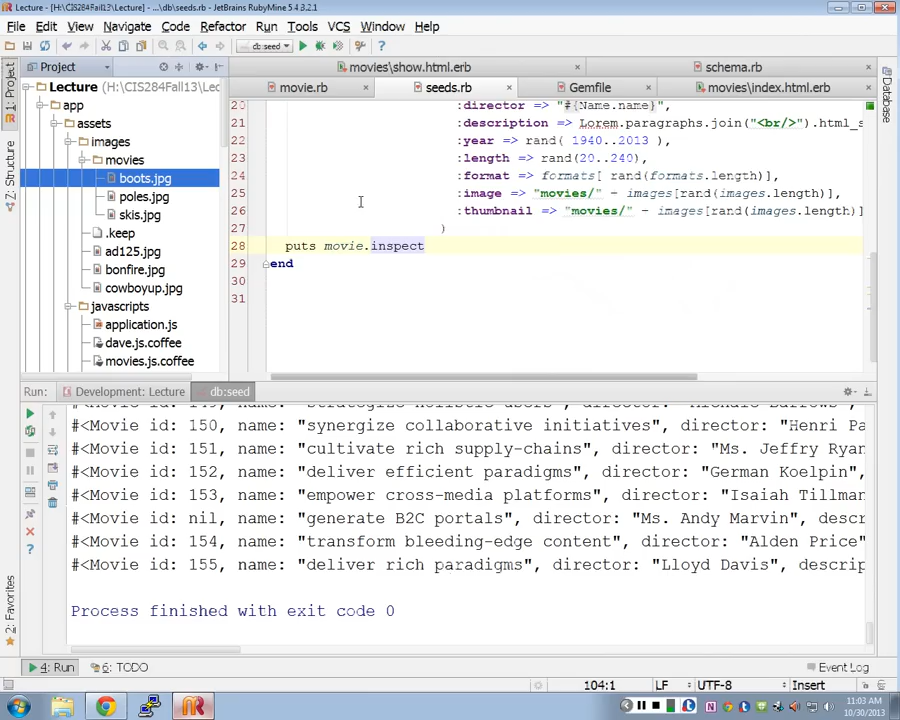 Lecture - [H:\CIS284Fall13\Lecture] - ...\db\seeds.rb - JetBrains RubyMine 5.4.3.2.1
File Edit View Navigate Code Refactor Run Tools VCS Window Help
db:seed
Project
movies\show.html.erb
schema.rb
Lecture (H:\CIS284Fall13\Lec
movie.rb
seeds.rb
Gemfile
movies\index.html.erb
1: Project
Z: Structure
2: Favorites
Database
app
assets
images
movies
boots.jpg
poles.jpg
skis.jpg
.keep
ad125.jpg
bonfire.jpg
cowboyup.jpg
javascripts
application.js
dave.js.coffee
movies.js.coffee
20 :director => "#{Name.name}",
21 :description => Lorem.paragraphs.join("<br/>").html_s
22 :year => rand( 1940..2013 ),
23 :length => rand(20..240),
24 :format => formats[ rand(formats.length)],
25 :image => "movies/" - images[rand(images.length)],
26 :thumbnail => "movies/" - images[rand(images.length)]
27 )
28 puts movie.inspect
29 end
30
31
Run: Development: Lecture db:seed
#<Movie id: 150, name: "synergize collaborative initiatives", director: "Henri Pa
#<Movie id: 151, name: "cultivate rich supply-chains", director: "Ms. Jeffry Ryan
#<Movie id: 152, name: "deliver efficient paradigms", director: "German Koelpin",
#<Movie id: 153, name: "empower cross-media platforms", director: "Isaiah Tillman
#<Movie id: nil, name: "generate B2C portals", director: "Ms. Andy Marvin", descr
#<Movie id: 154, name: "transform bleeding-edge content", director: "Alden Price"
#<Movie id: 155, name: "deliver rich paradigms", director: "Lloyd Davis", descrip
Process finished with exit code 0
4: Run 6: TODO Event Log
104:1 LF UTF-8 Insert
11:03 AM
10/30/2013